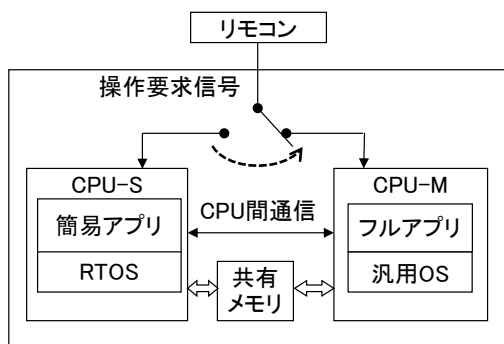 リモコン
操作要求信号
CPU-S
CPU-M
簡易アプリ
CPU間通信
フルアプリ
RTOS
共有
メモリ
汎用OS